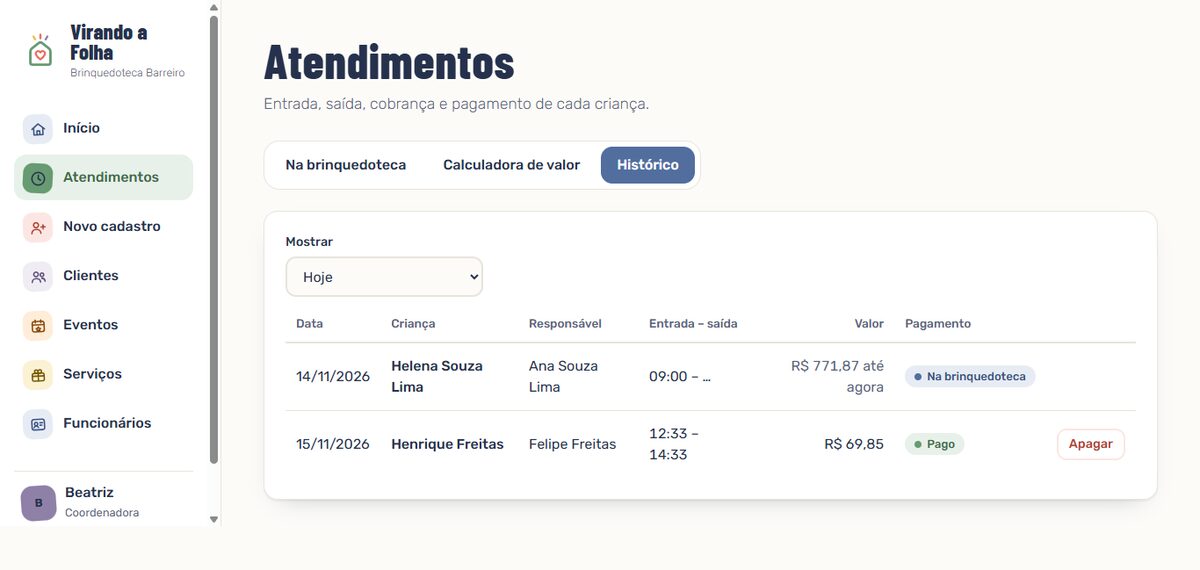 Virando a
Folha
Brinquedoteca Barreiro
Início
Atendimentos
Novo cadastro
Clientes
Eventos
Serviços
Funcionários
B
Beatriz
Coordenadora
Atendimentos
Entrada, saída, cobrança e pagamento de cada criança.
Na brinquedoteca Calculadora de valor Histórico
Mostrar
Hoje
Data Criança Responsável Entrada – saída Valor Pagamento
14/11/2026 Helena Souza Lima Ana Souza Lima 09:00 – … R$ 771,87 até agora Na brinquedoteca
15/11/2026 Henrique Freitas Felipe Freitas 12:33 – 14:33 R$ 69,85 Pago Apagar